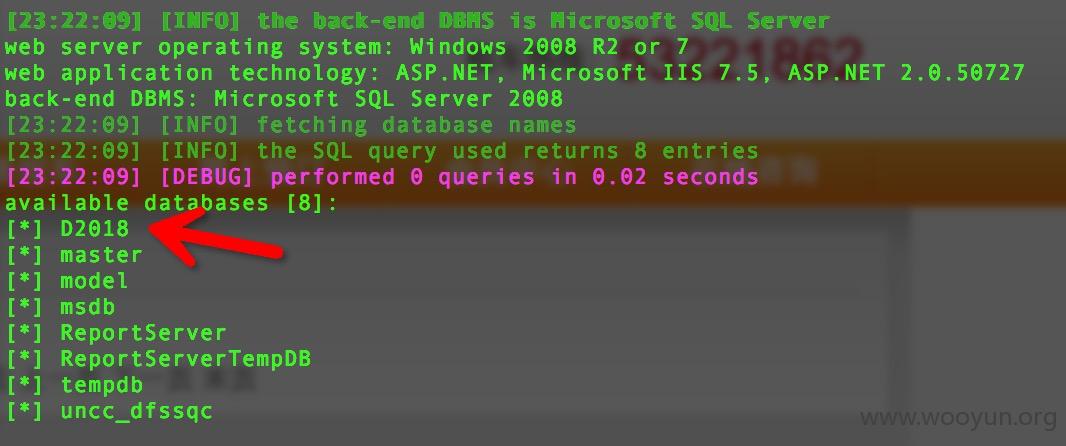 [23:22:09] [INFO] the back-end DBMS is Microsoft SQL Server
web server operating system: Windows 2008 R2 or 7
web application technology: ASP.NET, Microsoft IIS 7.5, ASP.NET 2.0.50727
back-end DBMS: Microsoft SQL Server 2008
[23:22:09] [INFO] fetching database names
[23:22:09] [INFO] the SQL query used returns 8 entries
[23:22:09] [DEBUG] performed 0 queries in 0.02 seconds
available databases [8]:
[*] D2018
[*] master
[*] model
[*] msdb
[*] ReportServer
[*] ReportServerTempDB
[*] tempdb
[*] uncc_dfssqc
www.wooyun.org